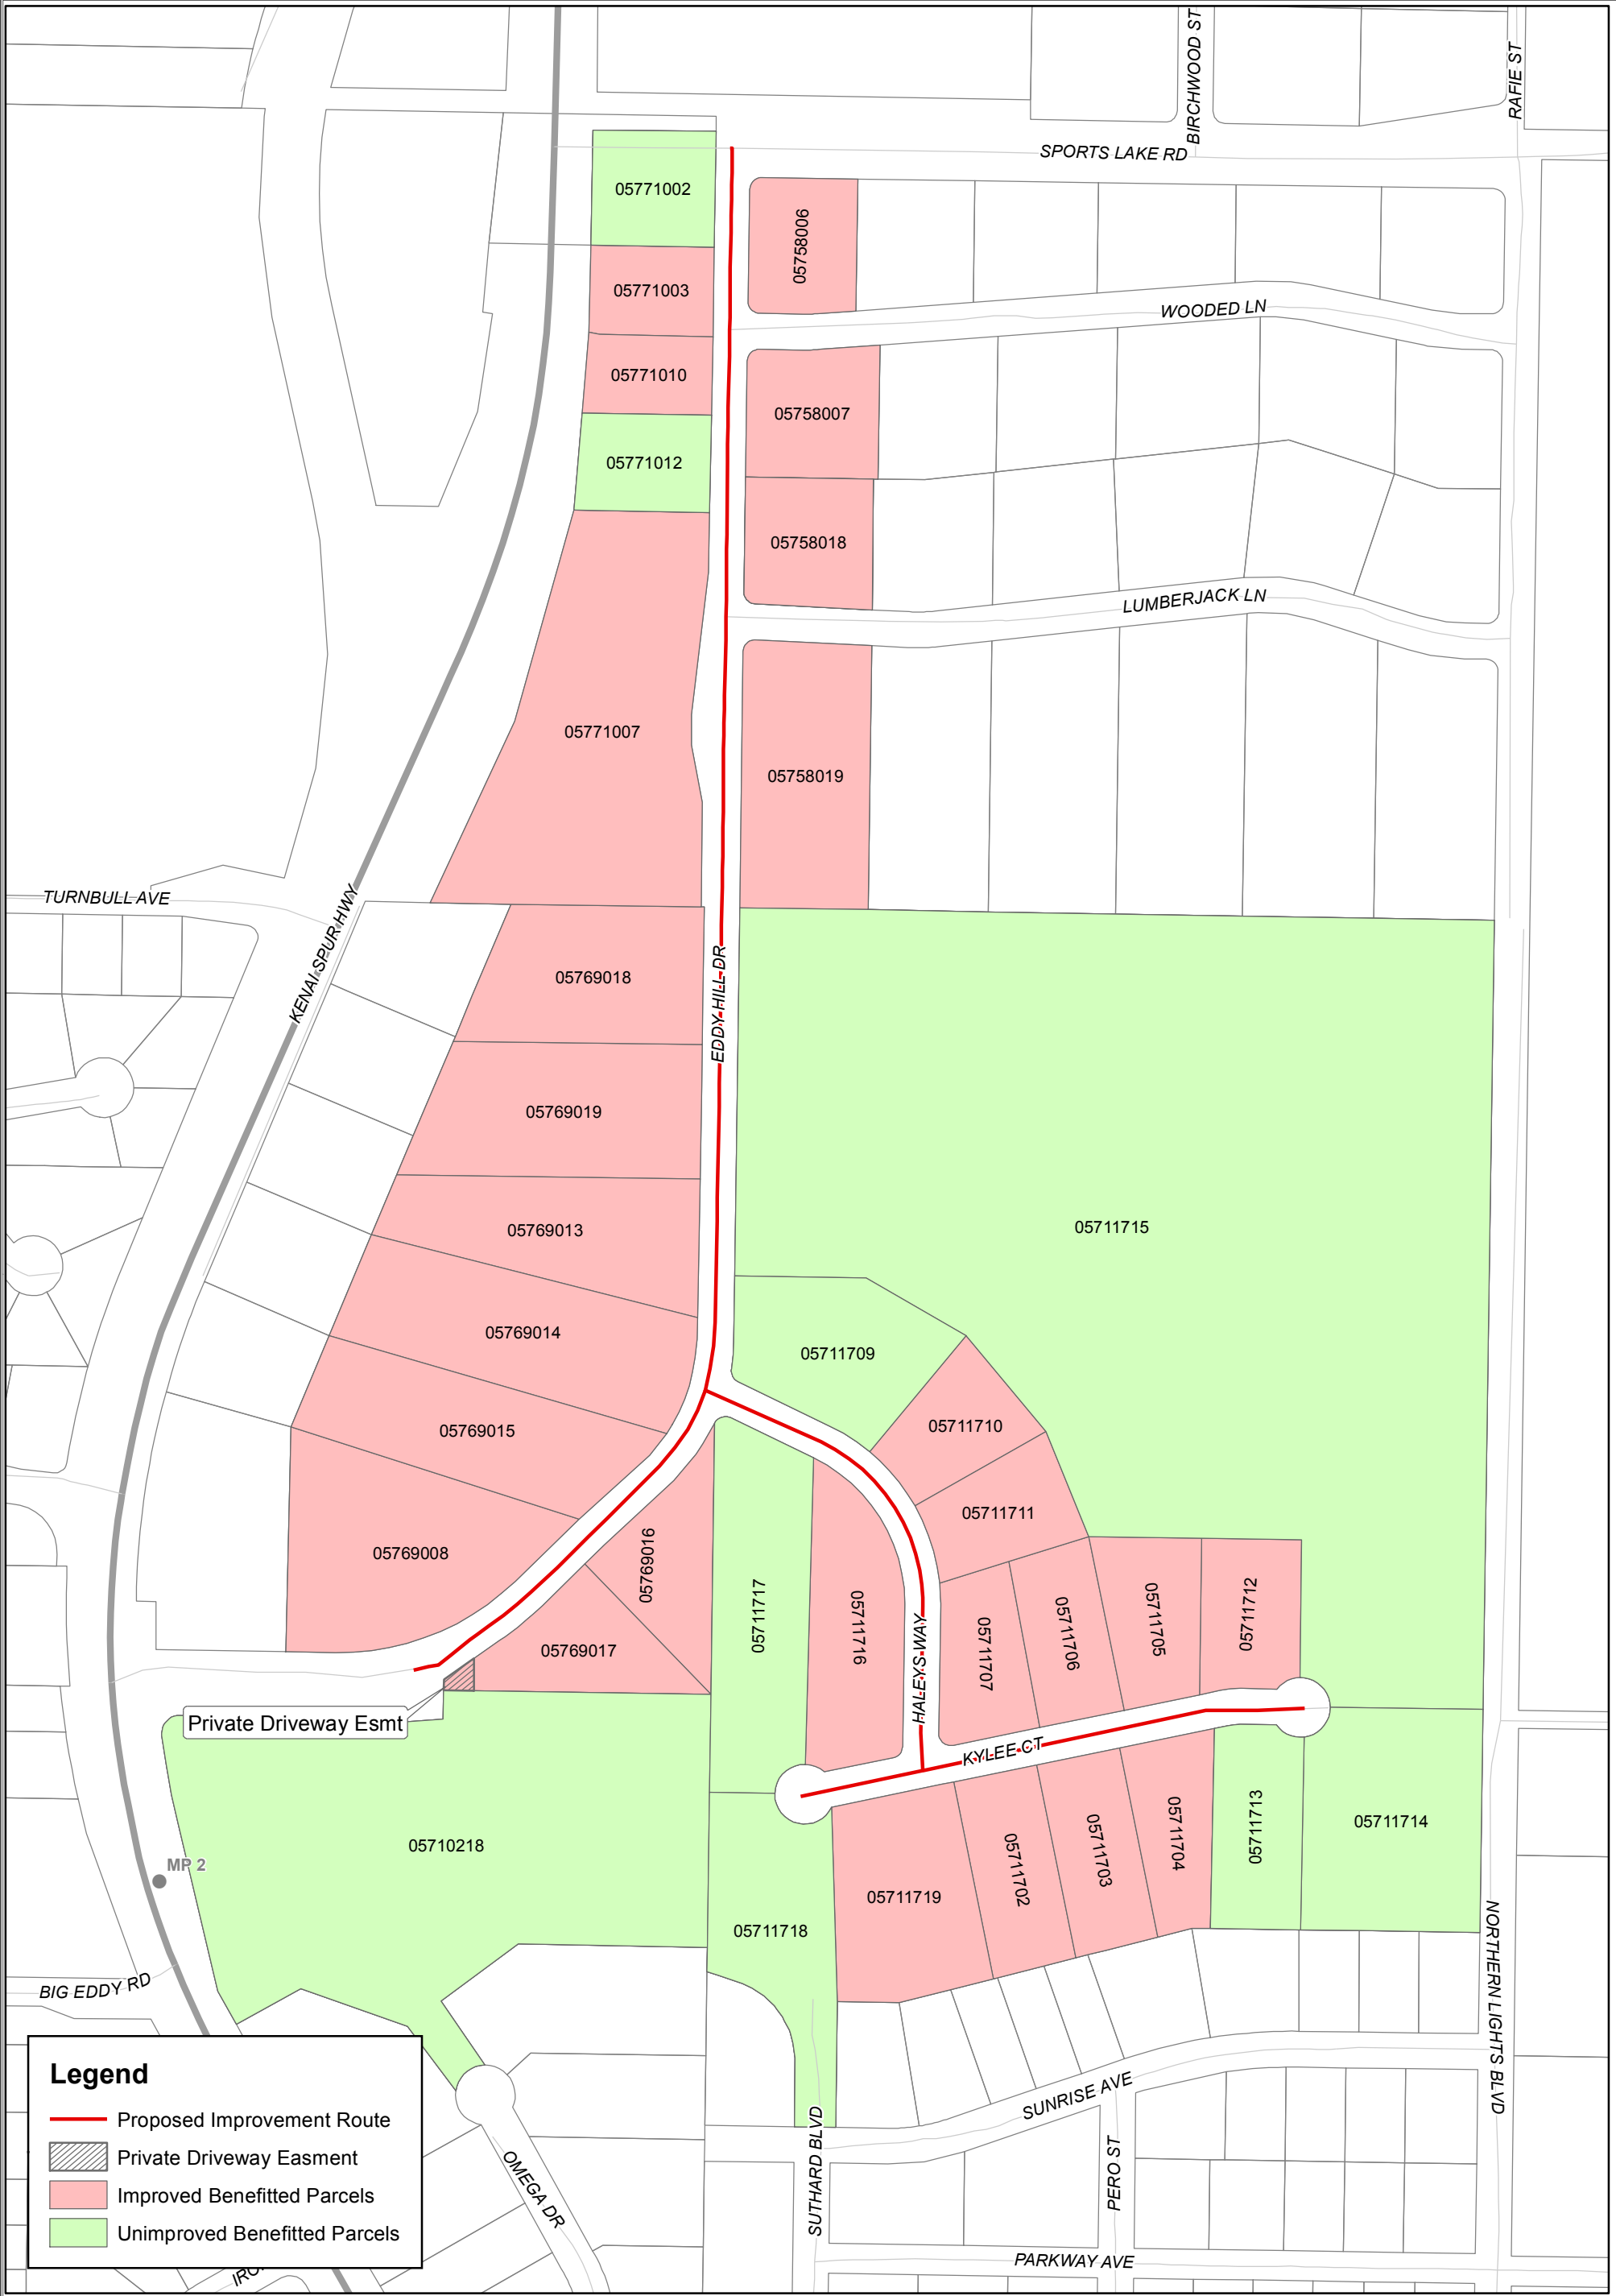 BIRCHWOOD ST
RAFIE ST
SPORTS LAKE RD
05771002
05758006
05771003
WOODED LN
05771010
05758007
05771012
05758018
LUMBERJACK LN
05771007
05758019
TURNBULL AVE
KENAI SPUR HWY
05769018
EDDY HILL DR
05769019
05711715
05769013
05769014
05711709
05769015
05711710
05711711
05769008
05769016
05711717
05711716
HALEYS WAY
05711707
05711706
05711705
05711712
05769017
Private Driveway Esmt
KYLEE CT
05710218
MP 2
05711718
05711719
05711702
05711703
05711704
05711713
05711714
NORTHERN LIGHTS BLVD
BIG EDDY RD
SUNRISE AVE
SUTHARD BLVD
PERO ST
OMEGA DR
PARKWAY AVE
Legend
Proposed Improvement Route
Private Driveway Easment
Improved Benefitted Parcels
Unimproved Benefitted Parcels